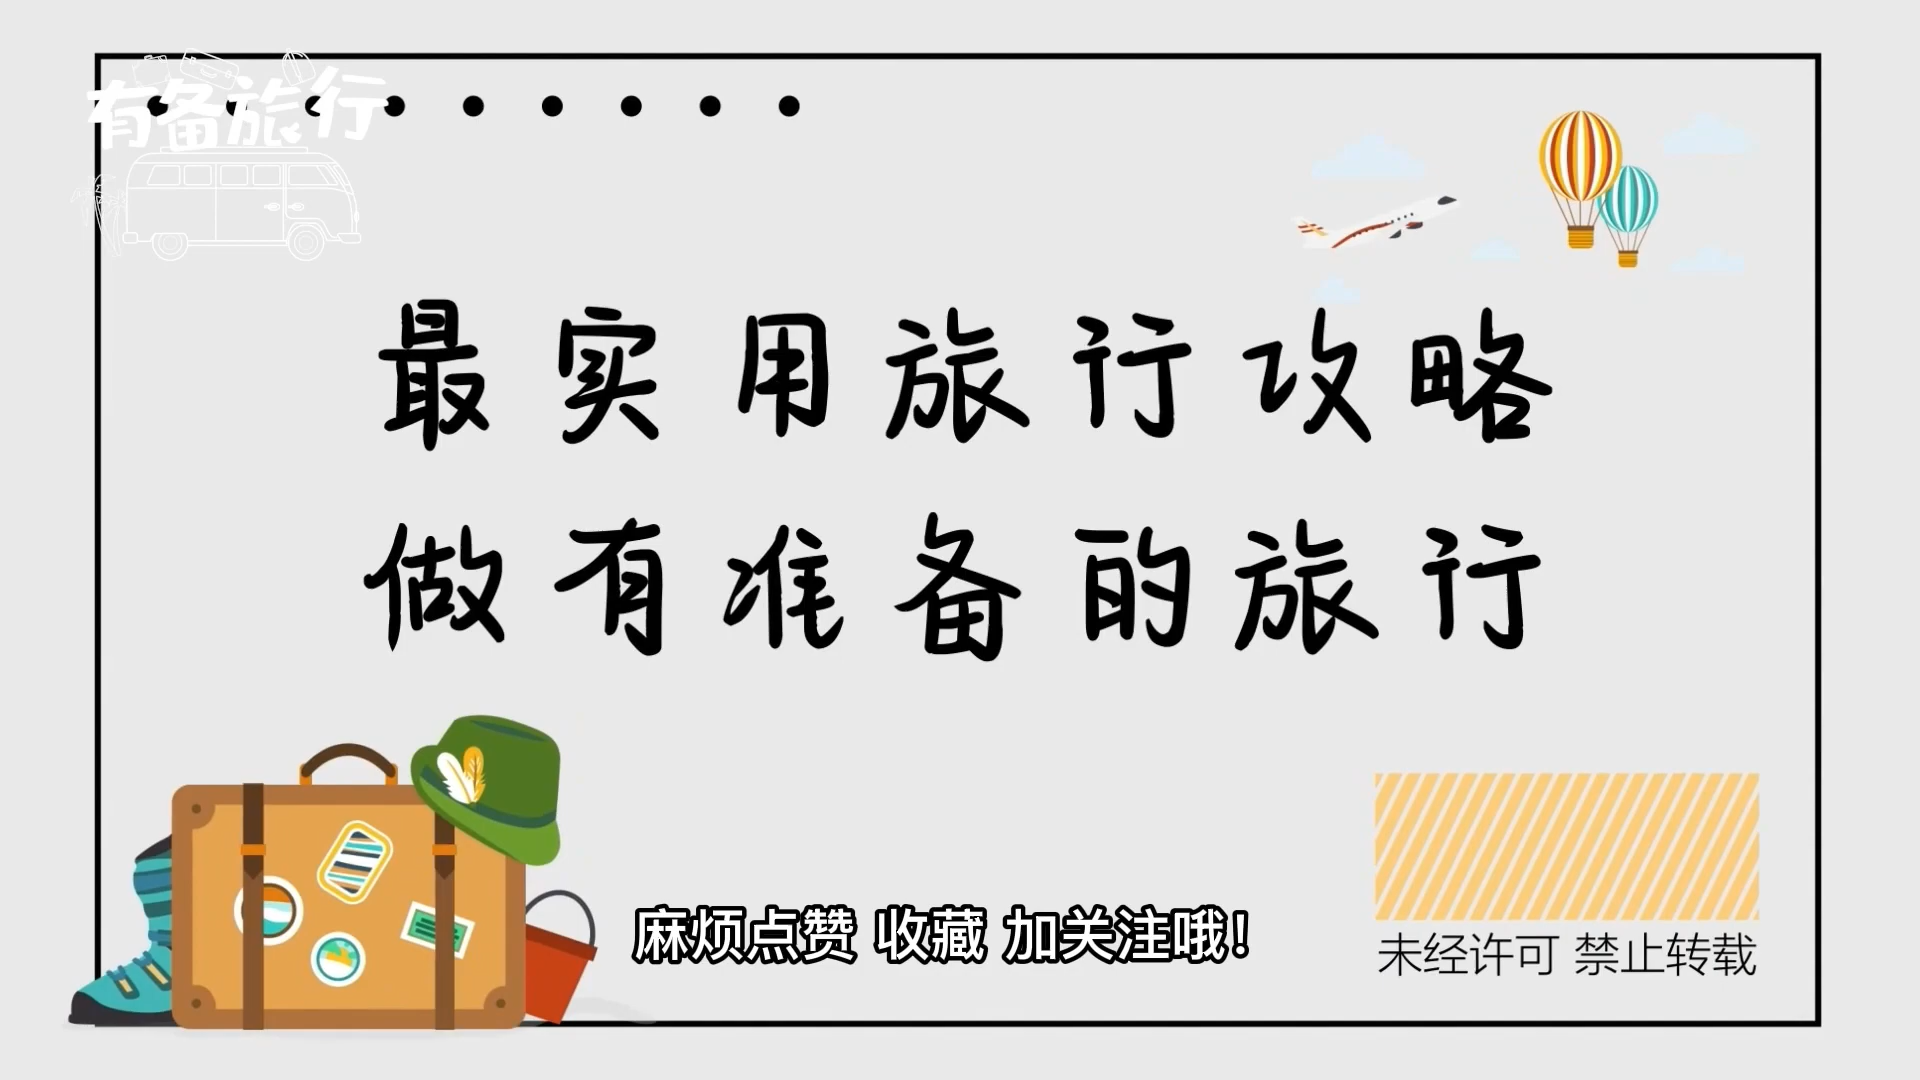 有备旅行
最实用旅行攻略
做有准备的旅行
麻烦点赞 收藏 加关注哦！
未经许可 禁止转载